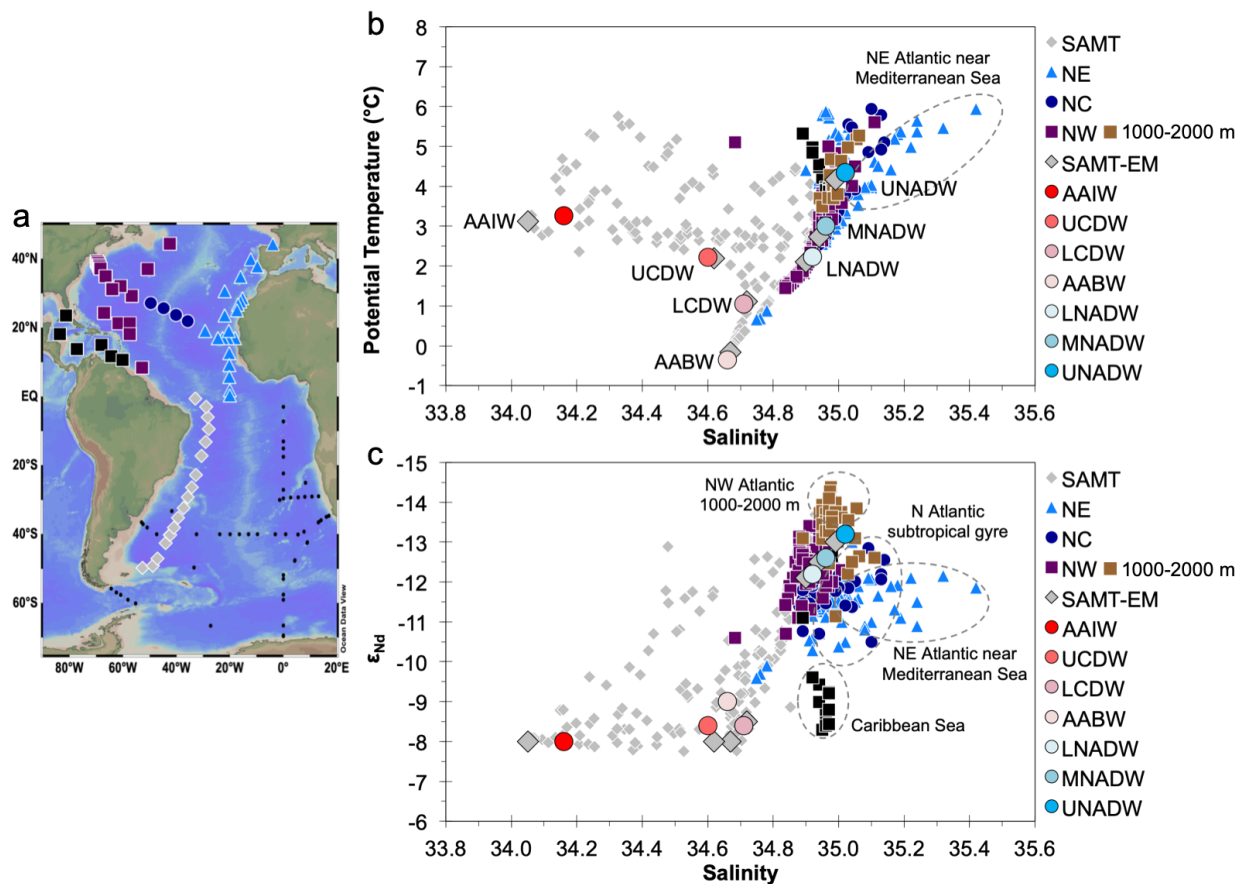 a
40°N
20°N
EQ
20°S
40°S
60°S
80°W
60°W
40°W
20°W
0°
20°E
Ocean Data View
b
8
7
6
5
4
3
2
1
0
-1
Potential Temperature (°C)
33.8 34.0 34.2 34.4 34.6 34.8 35.0 35.2 35.4 35.6
Salinity
NE Atlantic near
Mediterranean Sea
UNADW
MNADW
LNADW
AAIW
UCDW
LCDW
AABW
SAMT
NE
NC
NW 1000-2000 m
SAMT-EM
AAIW
UCDW
LCDW
AABW
LNADW
MNADW
UNADW
c
-15
-14
-13
-12
-11
-10
-9
-8
-7
-6
εNd
33.8 34.0 34.2 34.4 34.6 34.8 35.0 35.2 35.4 35.6
Salinity
NW Atlantic
1000-2000 m
N Atlantic
subtropical gyre
NE Atlantic near
Mediterranean Sea
Caribbean Sea
SAMT
NE
NC
NW 1000-2000 m
SAMT-EM
AAIW
UCDW
LCDW
AABW
LNADW
MNADW
UNADW